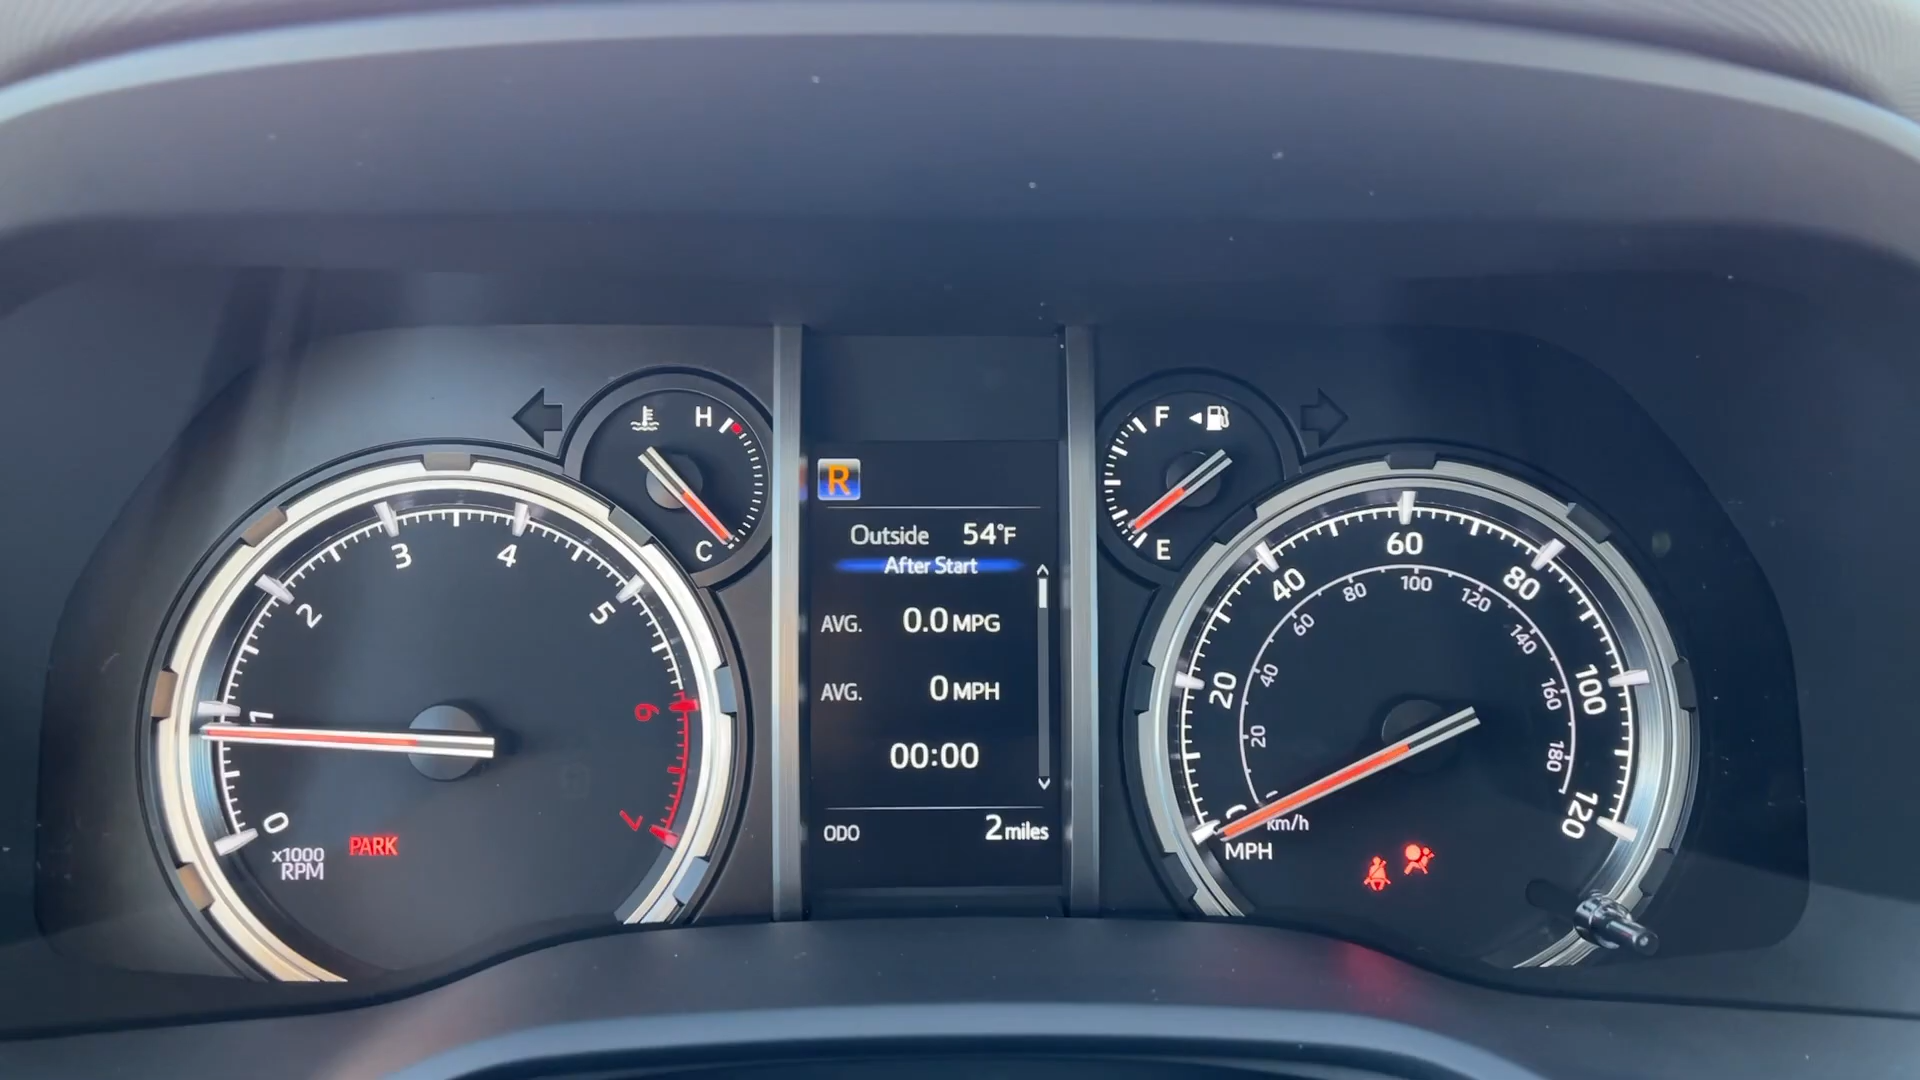 H
C
F
E
0
1
2
3
4
5
6
7
x1000
RPM
PARK
R
Outside 54°F
After Start
AVG. 0.0 MPG
AVG. 0 MPH
00:00
ODO 2 miles
20
40
60
80
100
120
20
40
60
80
100
120
140
160
180
km/h
MPH